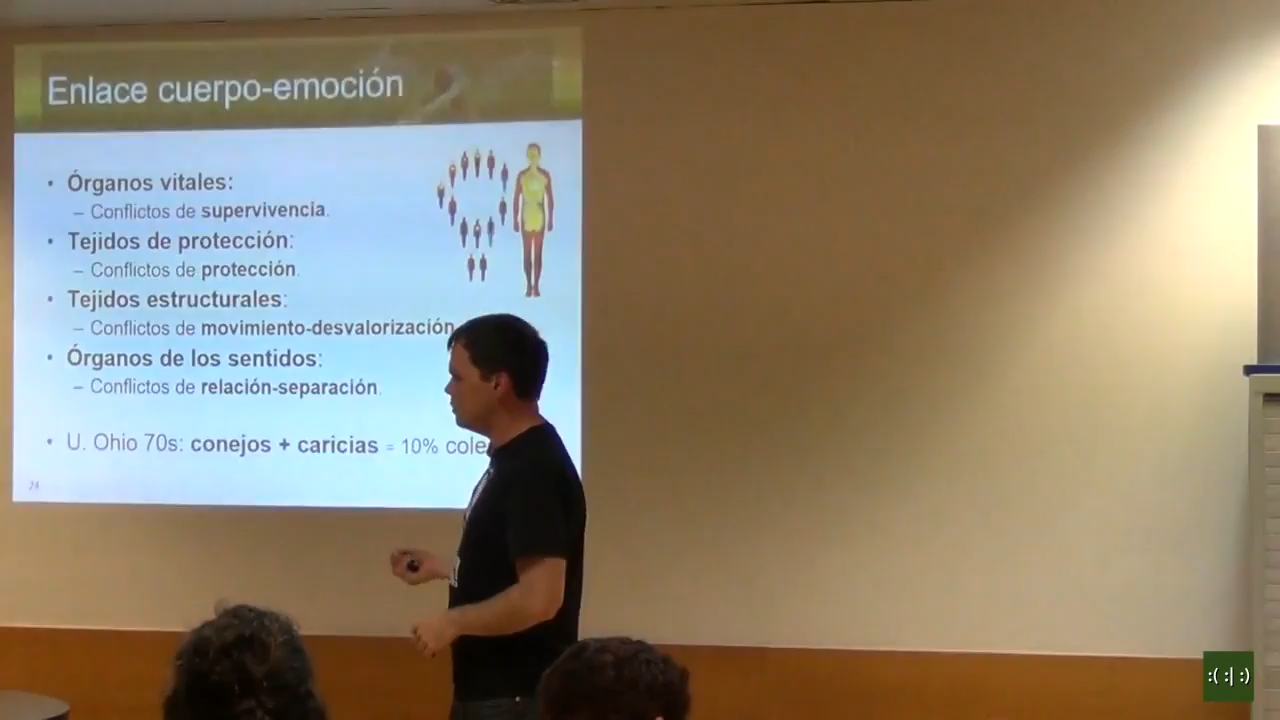 Enlace cuerpo-emoción
• Órganos vitales:
– Conflictos de supervivencia.
• Tejidos de protección:
– Conflictos de protección.
• Tejidos estructurales:
– Conflictos de movimiento-desvalorización
• Órganos de los sentidos:
– Conflictos de relación-separación.
• U. Ohio 70s: conejos + caricias = 10% cole
24
:( :| :)